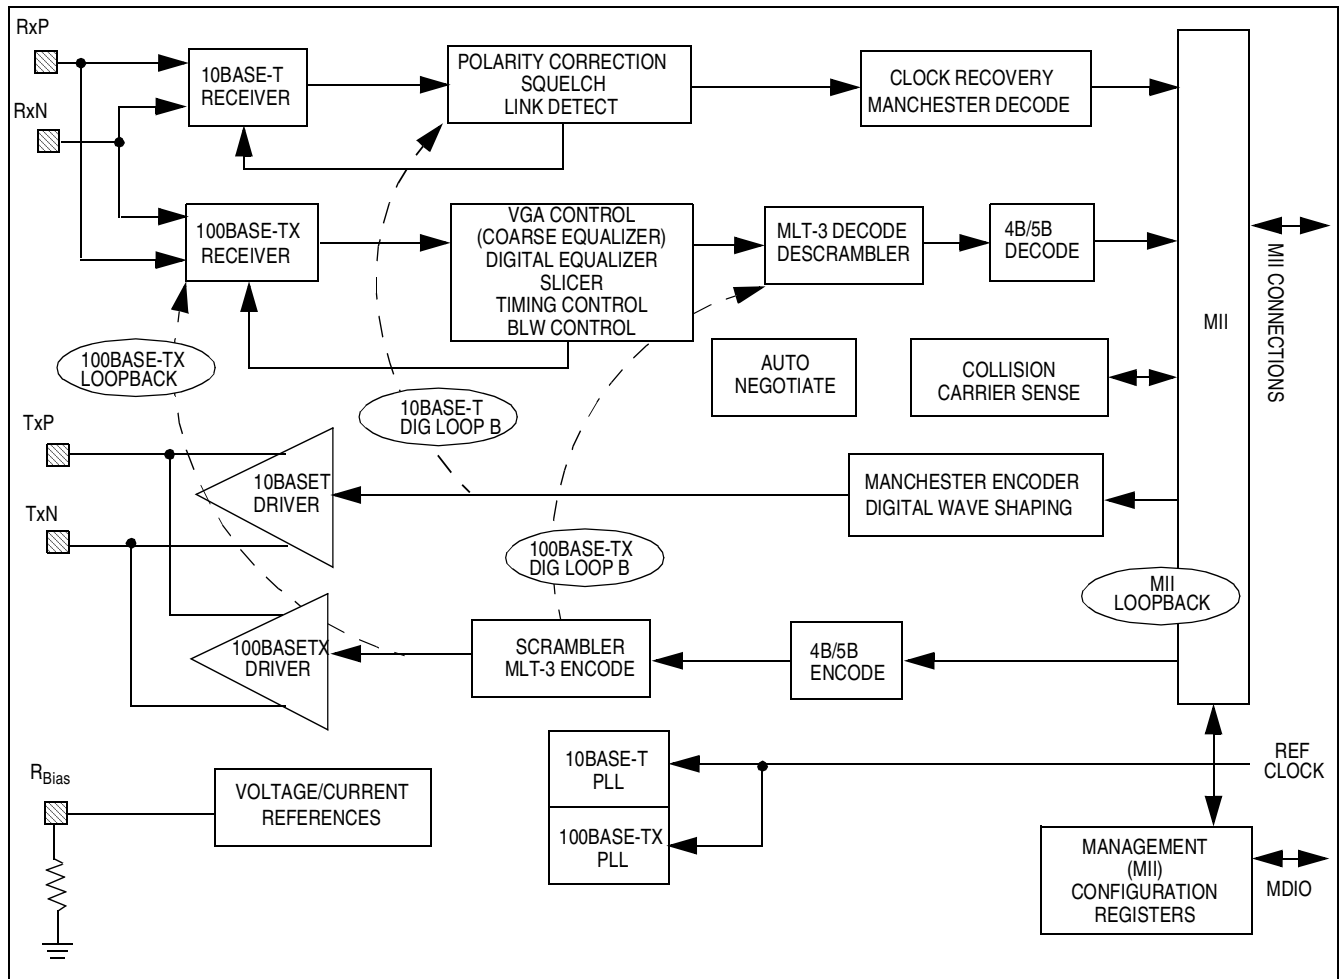 RxP
RxN
10BASE-T
RECEIVER
POLARITY CORRECTION
SQUELCH
LINK DETECT
CLOCK RECOVERY
MANCHESTER DECODE
100BASE-TX
RECEIVER
VGA CONTROL
(COARSE EQUALIZER)
DIGITAL EQUALIZER
SLICER
TIMING CONTROL
BLW CONTROL
MLT-3 DECODE
DESCRAMBLER
4B/5B
DECODE
MII
MII CONNECTIONS
100BASE-TX
LOOPBACK
10BASE-T
DIG LOOP B
AUTO
NEGOTIATE
COLLISION
CARRIER SENSE
TxP
TxN
10BASET
DRIVER
MANCHESTER ENCODER
DIGITAL WAVE SHAPING
100BASE-TX
DIG LOOP B
MII
LOOPBACK
100BASETX
DRIVER
SCRAMBLER
MLT-3 ENCODE
4B/5B
ENCODE
RBias
VOLTAGE/CURRENT
REFERENCES
10BASE-T
PLL
100BASE-TX
PLL
REF
CLOCK
MANAGEMENT
(MII)
CONFIGURATION
REGISTERS
MDIO